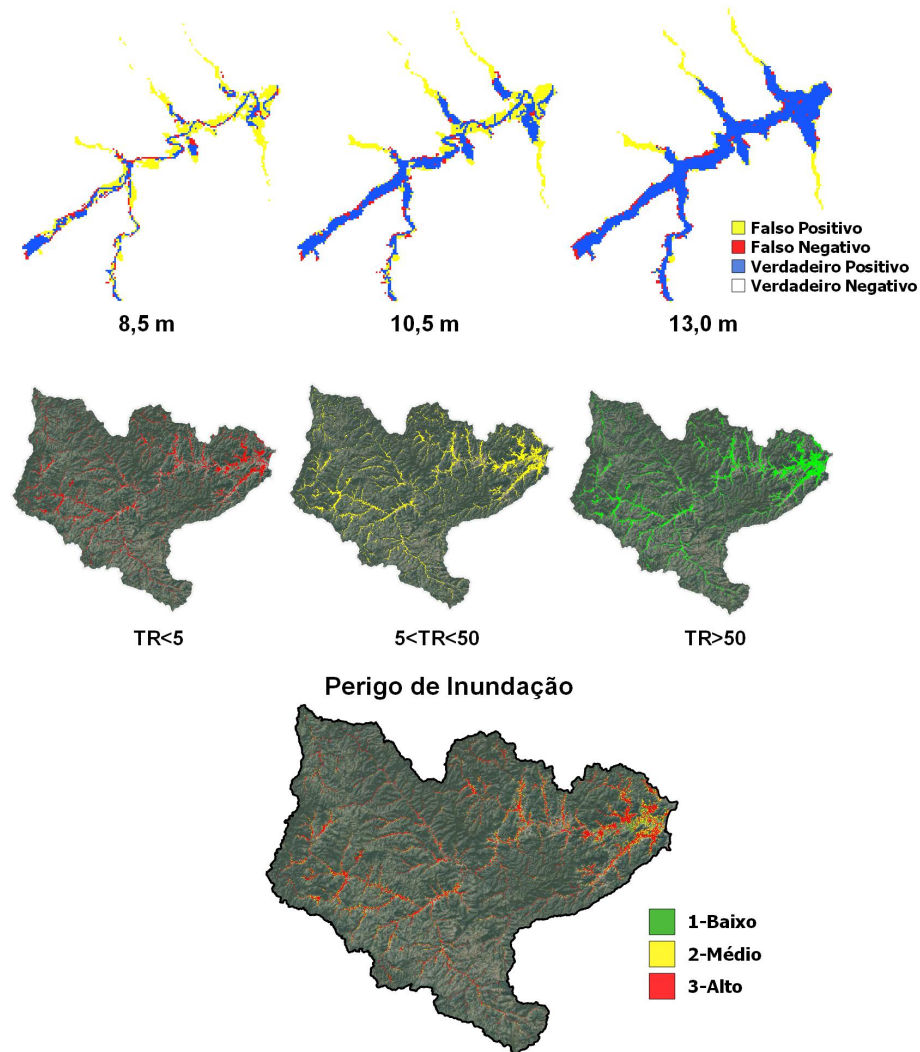 Falso Positivo
Falso Negativo
Verdadeiro Positivo
Verdadeiro Negativo
8,5 m
10,5 m
13,0 m
TR<5
5<TR<50
TR>50
Perigo de Inundação
1-Baixo
2-Médio
3-Alto